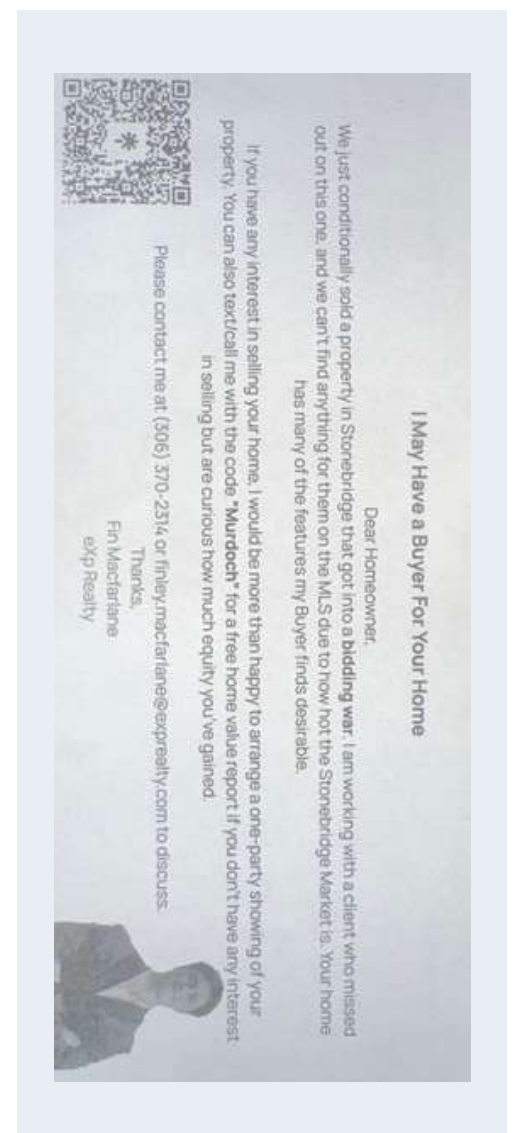 I May Have a Buyer For Your Home
Dear Homeowner,
We just conditionally sold a property in Stonebridge that got into a bidding war. I am working with a client who missed
out on this one, and we can't find anything for them on the MLS due to how hot the Stonebridge Market is. Your home
has many of the features my Buyer finds desirable.
If you have any interest in selling your home, I would be more than happy to arrange a one-party showing of your
property. You can also text/call me with the code "Murdoch" for a free home value report if you don't have any interest
in selling but are curious how much equity you've gained.
Please contact me at (306) 370-2314 or finley.macfarlane@exprealty.com to discuss.
Thanks,
Fin Macfarlane
eXp Realty